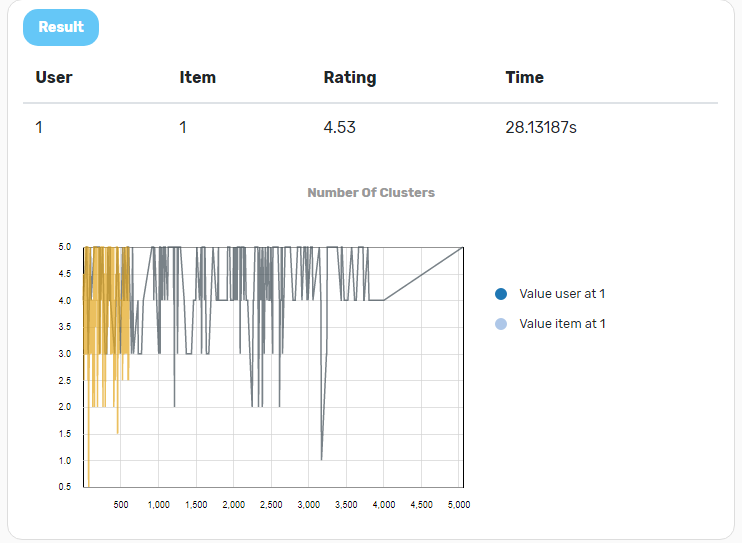 Result
User Item Rating Time
1 1 4.53 28.13187s
Number Of Clusters
5.0
4.5
4.0
3.5
3.0
2.5
2.0
1.5
1.0
0.5
500 1,000 1,500 2,000 2,500 3,000 3,500 4,000 4,500 5,000
Value user at 1
Value item at 1